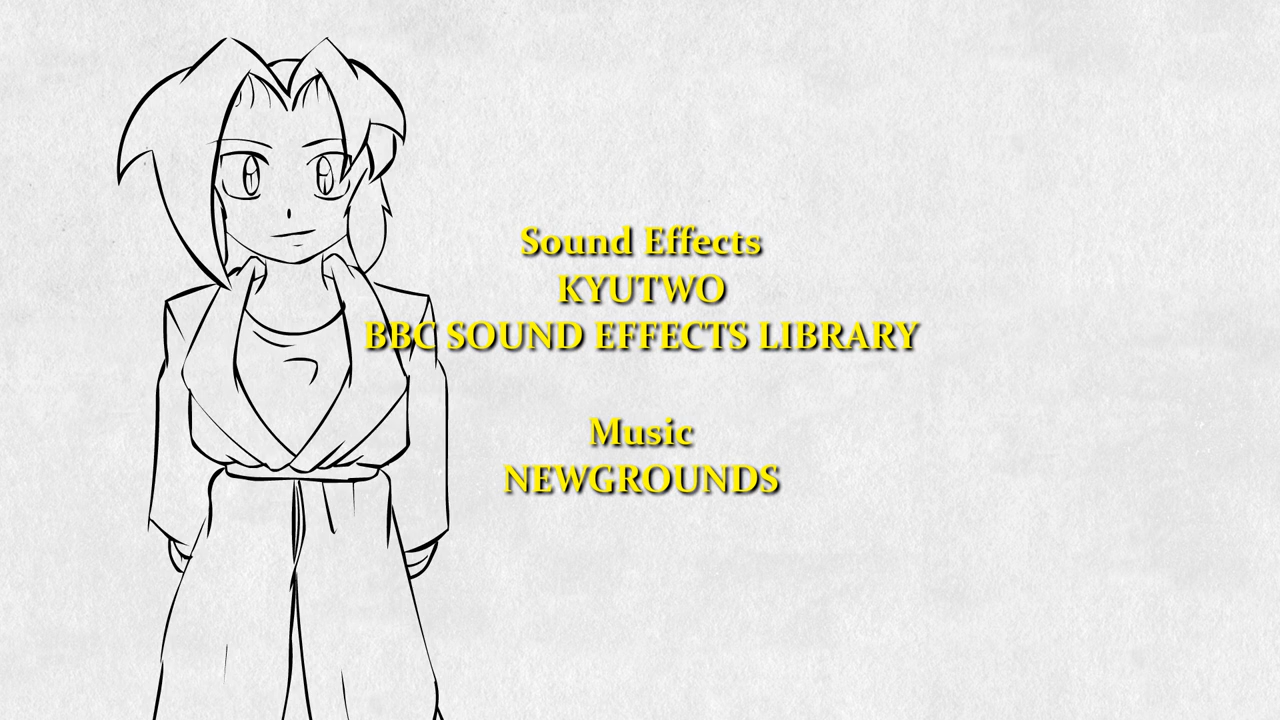 Sound Effects
KYUTWO
BBC SOUND EFFECTS LIBRARY
Music
NEWGROUNDS